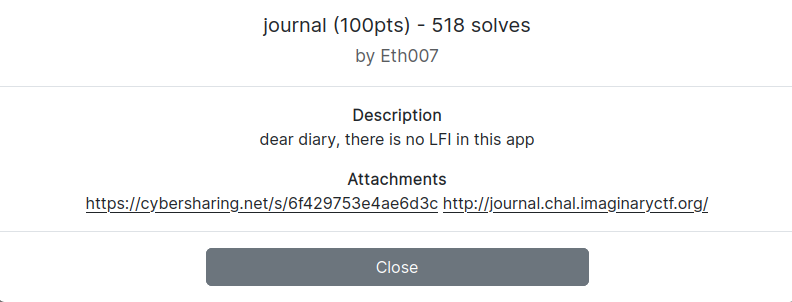 journal (100pts) - 518 solves
by Eth007
Description
dear diary, there is no LFI in this app
Attachments
https://cybersharing.net/s/6f429753e4ae6d3c http://journal.chal.imaginaryctf.org/
Close